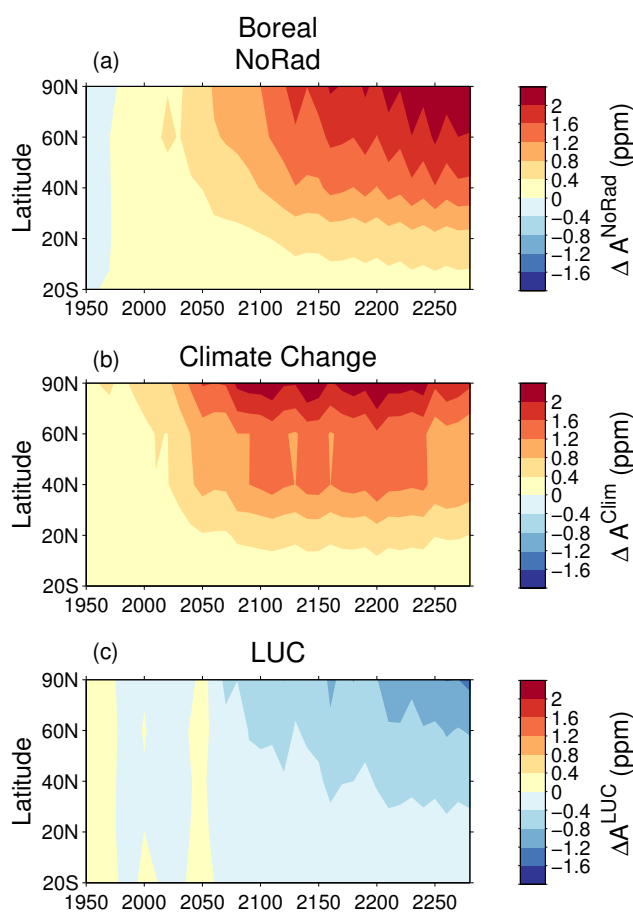 Boreal
(a) NoRad
90N
60N
40N
20N
20S
Latitude
1950 2000 2050 2100 2150 2200 2250
2
1.6
1.2
0.8
0.4
0
−0.4
−0.8
−1.2
−1.6
Δ A^NoRad (ppm)
(b) Climate Change
90N
60N
40N
20N
20S
Latitude
1950 2000 2050 2100 2150 2200 2250
2
1.6
1.2
0.8
0.4
0
−0.4
−0.8
−1.2
−1.6
Δ A^Clim (ppm)
(c) LUC
90N
60N
40N
20N
20S
Latitude
1950 2000 2050 2100 2150 2200 2250
2
1.6
1.2
0.8
0.4
0
−0.4
−0.8
−1.2
−1.6
ΔA^LUC (ppm)